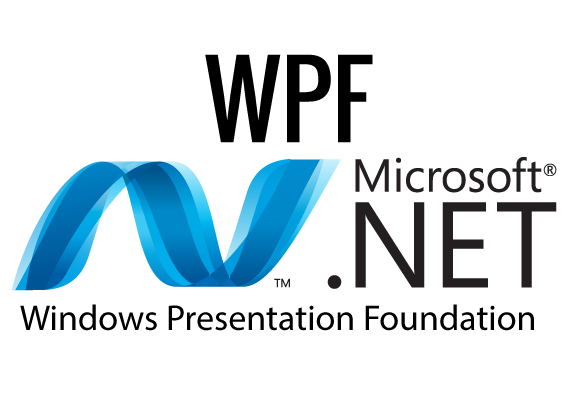 WPF
Microsoft®
™ .NET
Windows Presentation Foundation